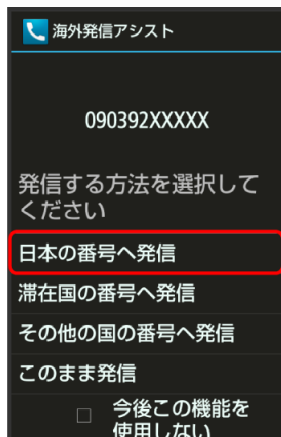 海外発信アシスト
090392XXXXX
発信する方法を選択して
ください
日本の番号へ発信
滞在国の番号へ発信
その他の国の番号へ発信
このまま発信
今後この機能を
使用しない